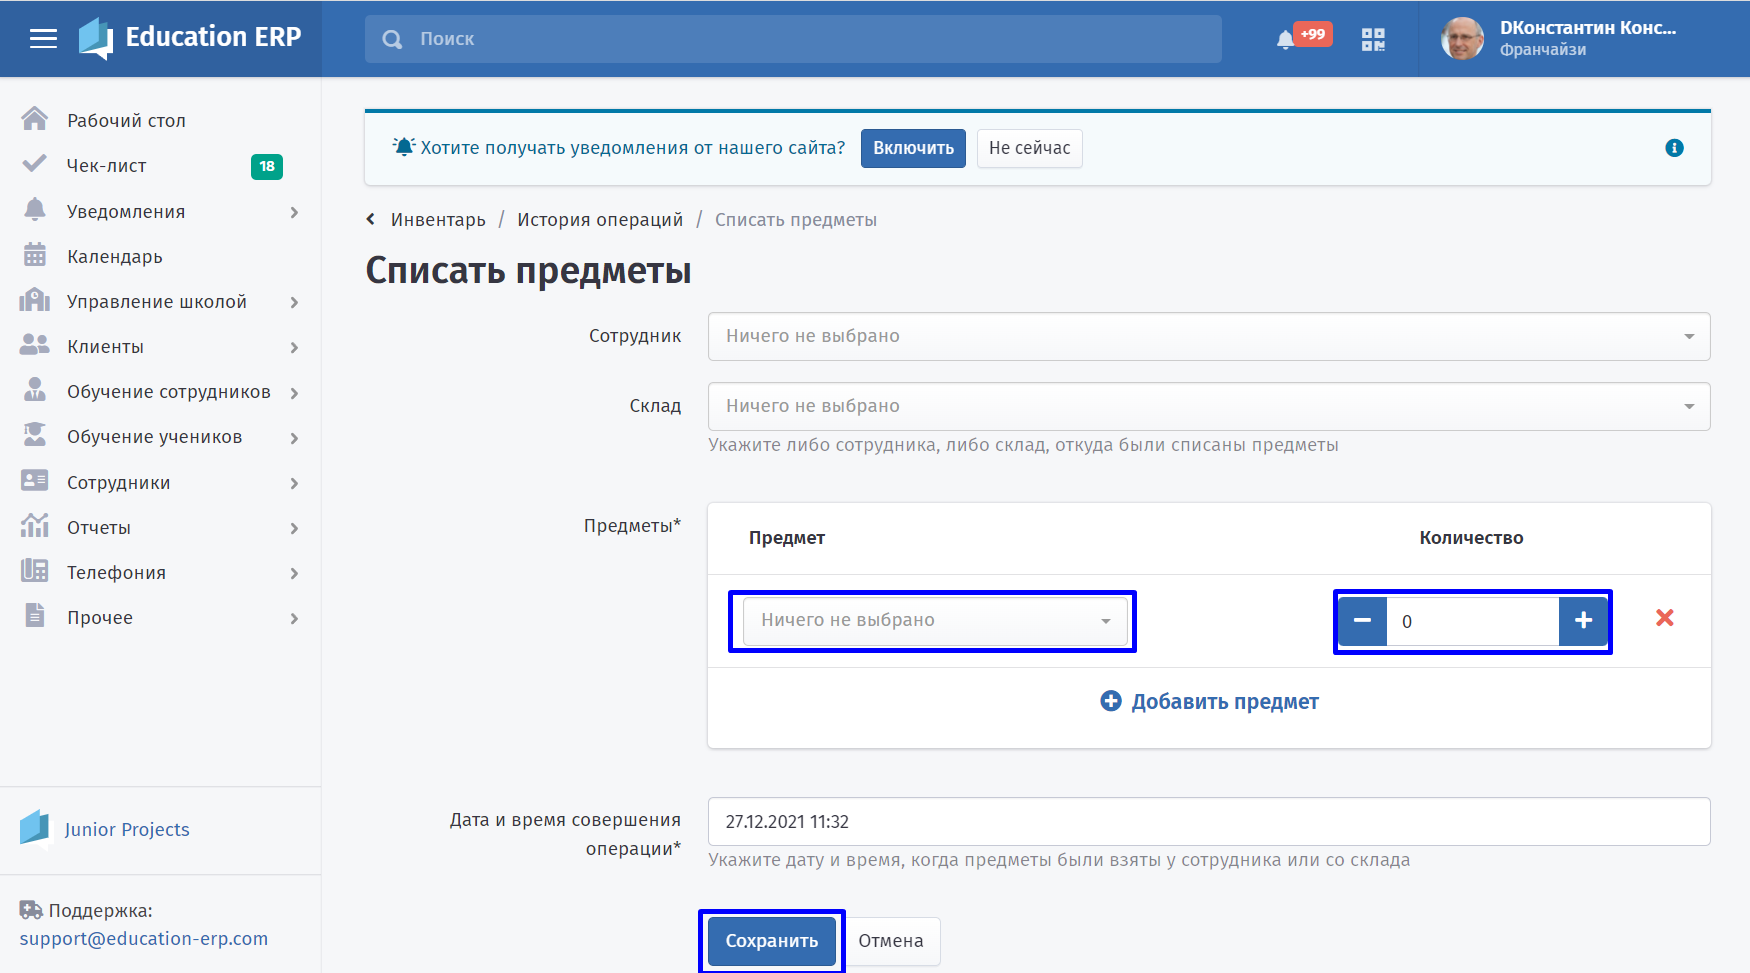 Education ERP
Поиск
+99
DКонстантин Конс...
Франчайзи
Рабочий стол
Чек-лист
18
Уведомления
Календарь
Управление школой
Клиенты
Обучение сотрудников
Обучение учеников
Сотрудники
Отчеты
Телефония
Прочее
Junior Projects
Поддержка:
support@education-erp.com
Хотите получать уведомления от нашего сайта? Включить Не сейчас
Инвентарь / История операций / Списать предметы
Списать предметы
Сотрудник Ничего не выбрано
Склад Ничего не выбрано
Укажите либо сотрудника, либо склад, откуда были списаны предметы
Предметы*
Предмет Количество
Ничего не выбрано 0
Добавить предмет
Дата и время совершения
операции*
27.12.2021 11:32
Укажите дату и время, когда предметы были взяты у сотрудника или со склада
Сохранить Отмена